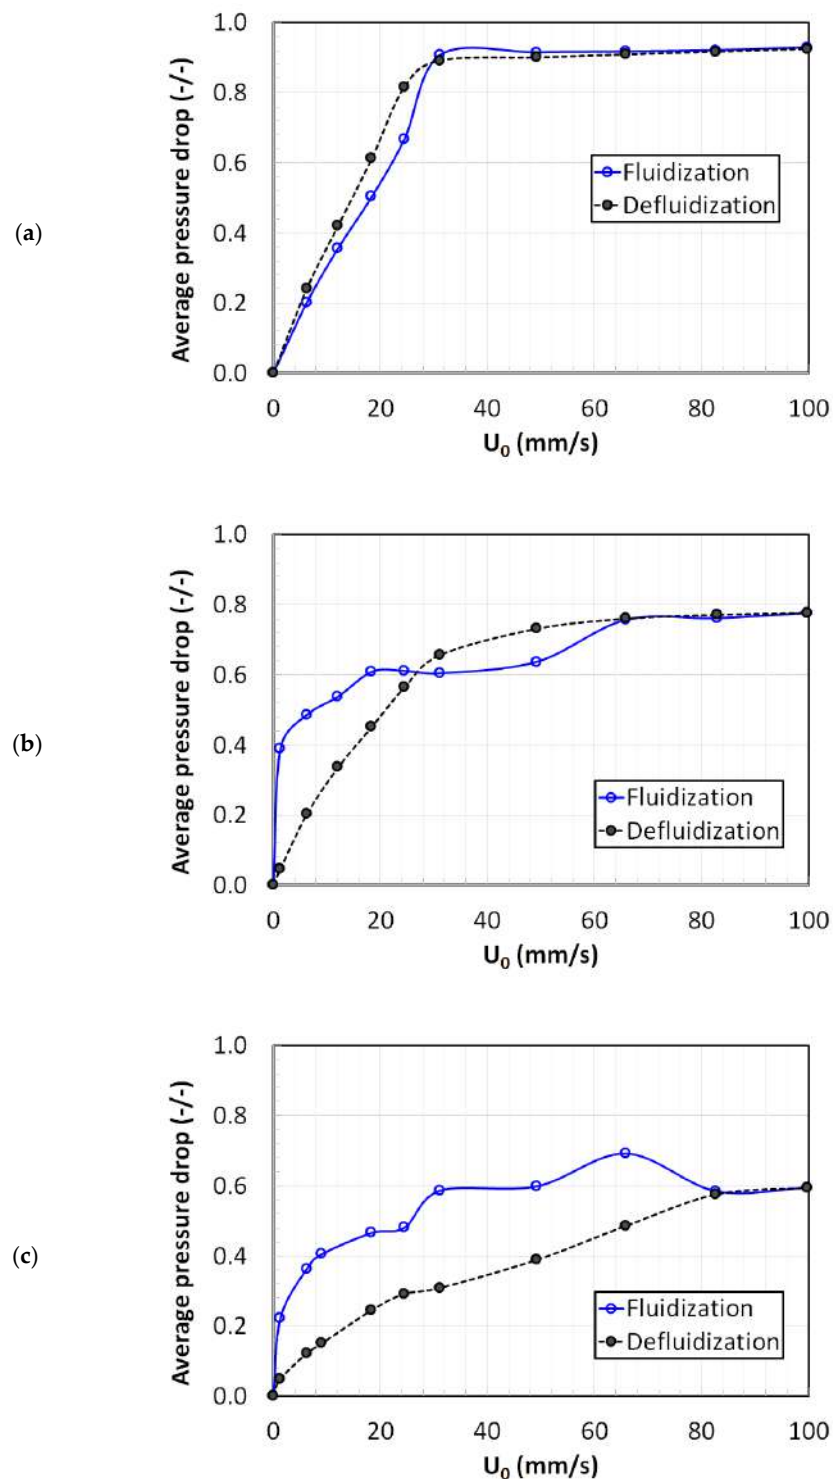 (a)
Average pressure drop (-/-)
1.0
0.8
0.6
0.4
0.2
0.0
Fluidization
Defluidization
0 20 40 60 80 100
U0 (mm/s)
(b)
Average pressure drop (-/-)
1.0
0.8
0.6
0.4
0.2
0.0
Fluidization
Defluidization
0 20 40 60 80 100
U0 (mm/s)
(c)
Average pressure drop (-/-)
1.0
0.8
0.6
0.4
0.2
0.0
Fluidization
Defluidization
0 20 40 60 80 100
U0 (mm/s)